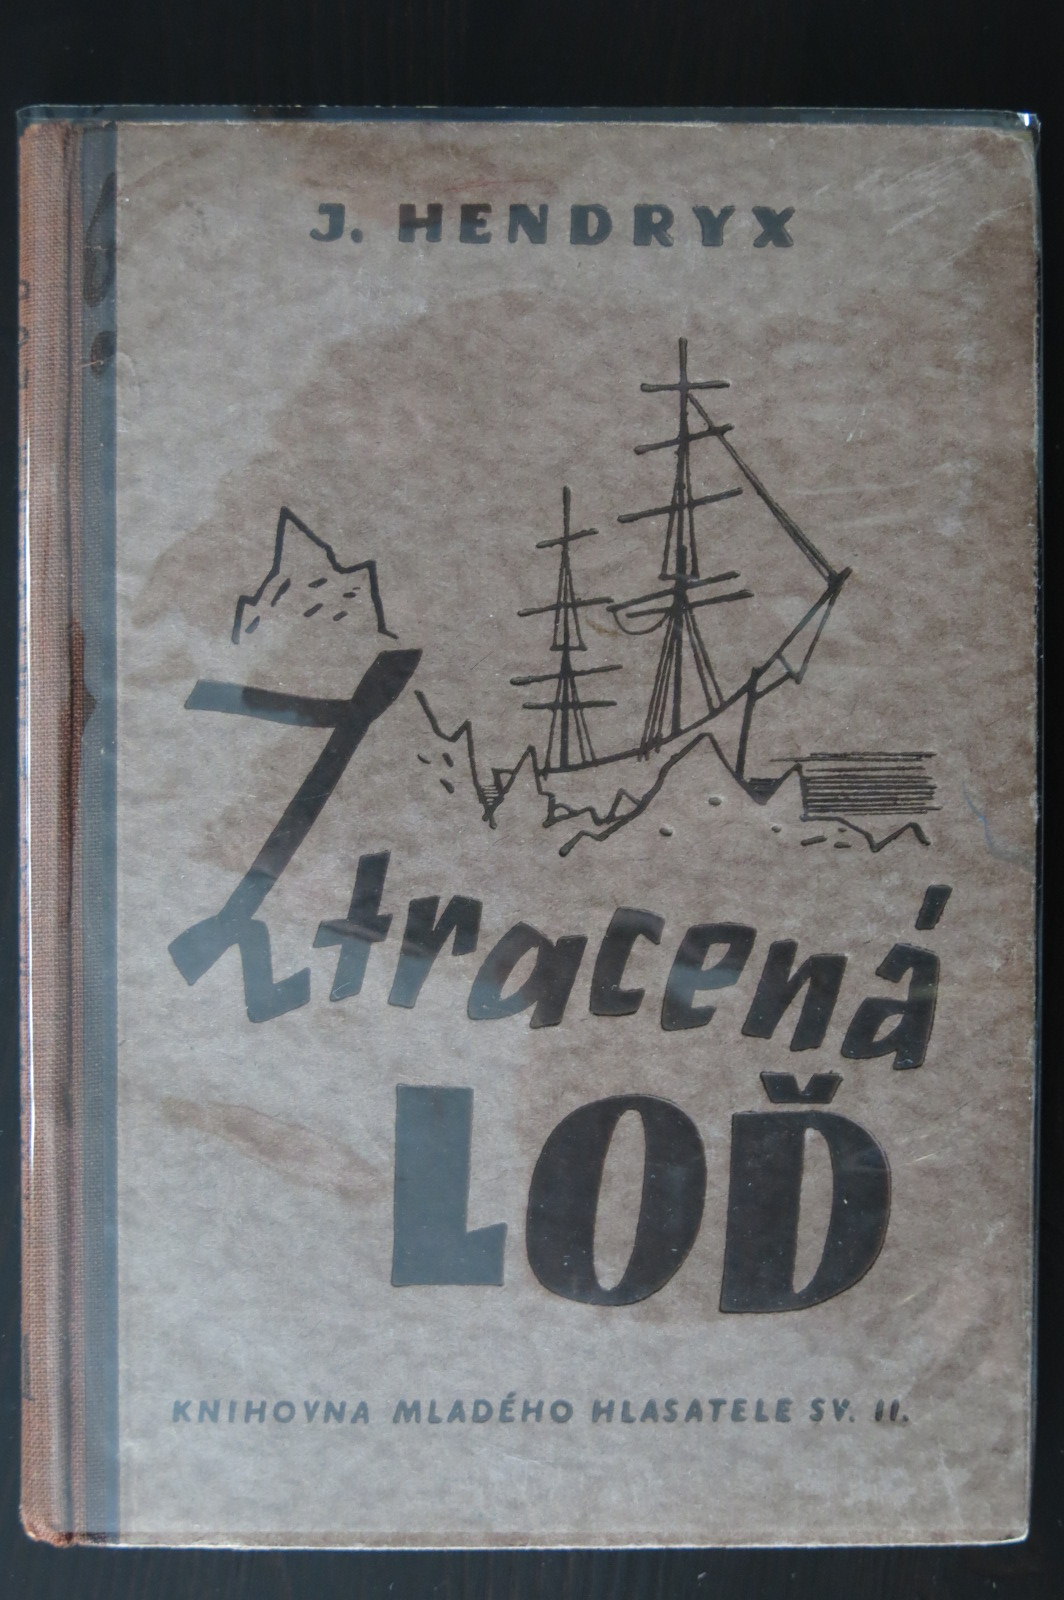 J. HENDRYX
Ztracená
LOĎ
KNIHOVNA MLADÉHO HLASATELE SV. II.